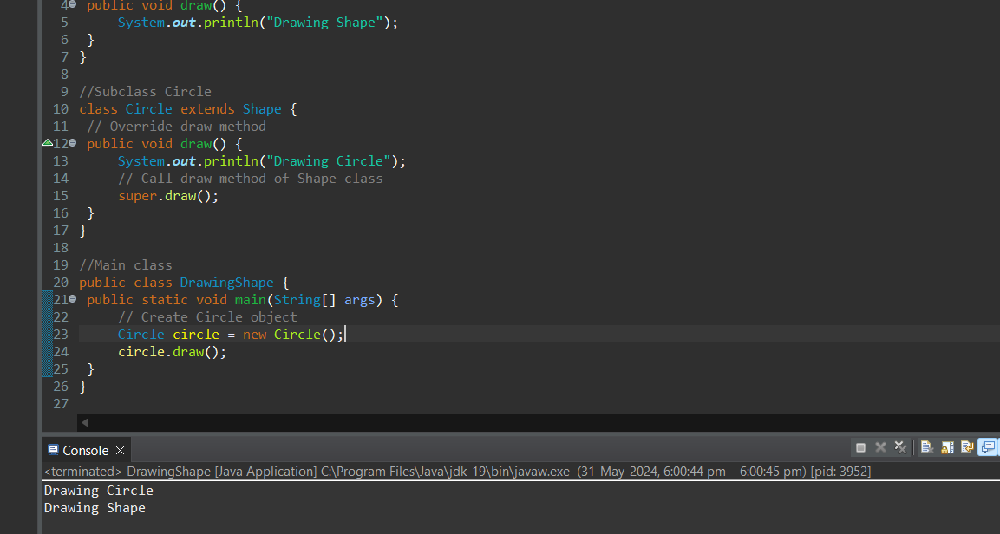 4 public void draw() {
5 System.out.println("Drawing Shape");
6 }
7 }
8
9 //Subclass Circle
10 class Circle extends Shape {
11 // Override draw method
12 public void draw() {
13 System.out.println("Drawing Circle");
14 // Call draw method of Shape class
15 super.draw();
16 }
17 }
18
19 //Main class
20 public class DrawingShape {
21 public static void main(String[] args) {
22 // Create Circle object
23 Circle circle = new Circle();
24 circle.draw();
25 }
26 }
27
Console
<terminated> DrawingShape [Java Application] C:\Program Files\Java\jdk-19\bin\javaw.exe (31-May-2024, 6:00:44 pm – 6:00:45 pm) [pid: 3952]
Drawing Circle
Drawing Shape